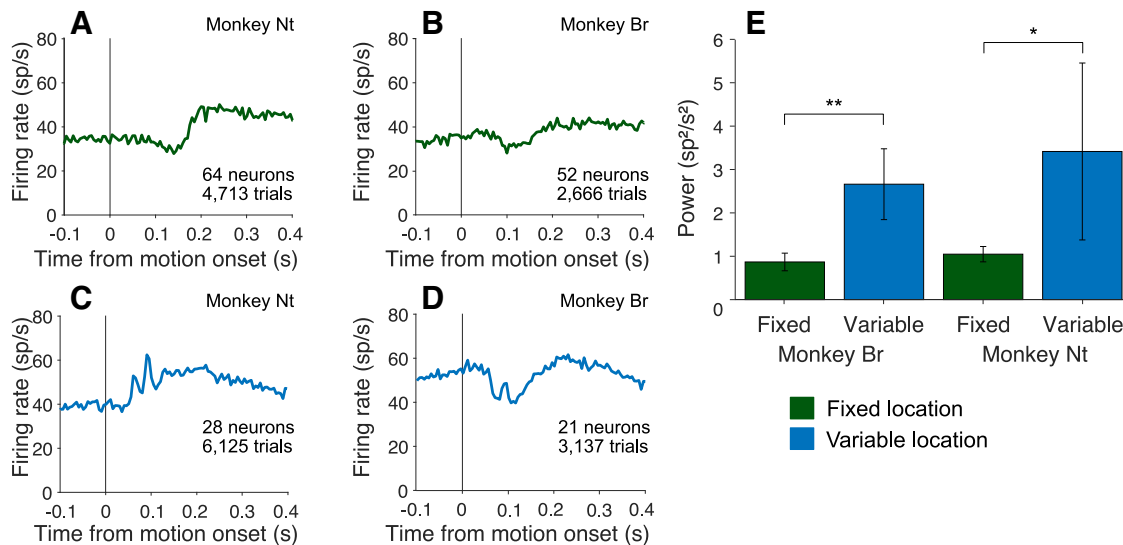 A
Monkey Nt
80
60
40
20
0
Firing rate (sp/s)
64 neurons
4,713 trials
-0.1 0 0.1 0.2 0.3 0.4
Time from motion onset (s)
B
Monkey Br
80
60
40
20
0
Firing rate (sp/s)
52 neurons
2,666 trials
-0.1 0 0.1 0.2 0.3 0.4
Time from motion onset (s)
C
Monkey Nt
80
60
40
20
0
Firing rate (sp/s)
28 neurons
6,125 trials
-0.1 0 0.1 0.2 0.3 0.4
Time from motion onset (s)
D
Monkey Br
80
60
40
20
0
Firing rate (sp/s)
21 neurons
3,137 trials
-0.1 0 0.1 0.2 0.3 0.4
Time from motion onset (s)
E
6
5
4
3
2
1
0
Power (sp²/s²)
**
*
Fixed Variable Fixed Variable
Monkey Br Monkey Nt
Fixed location
Variable location